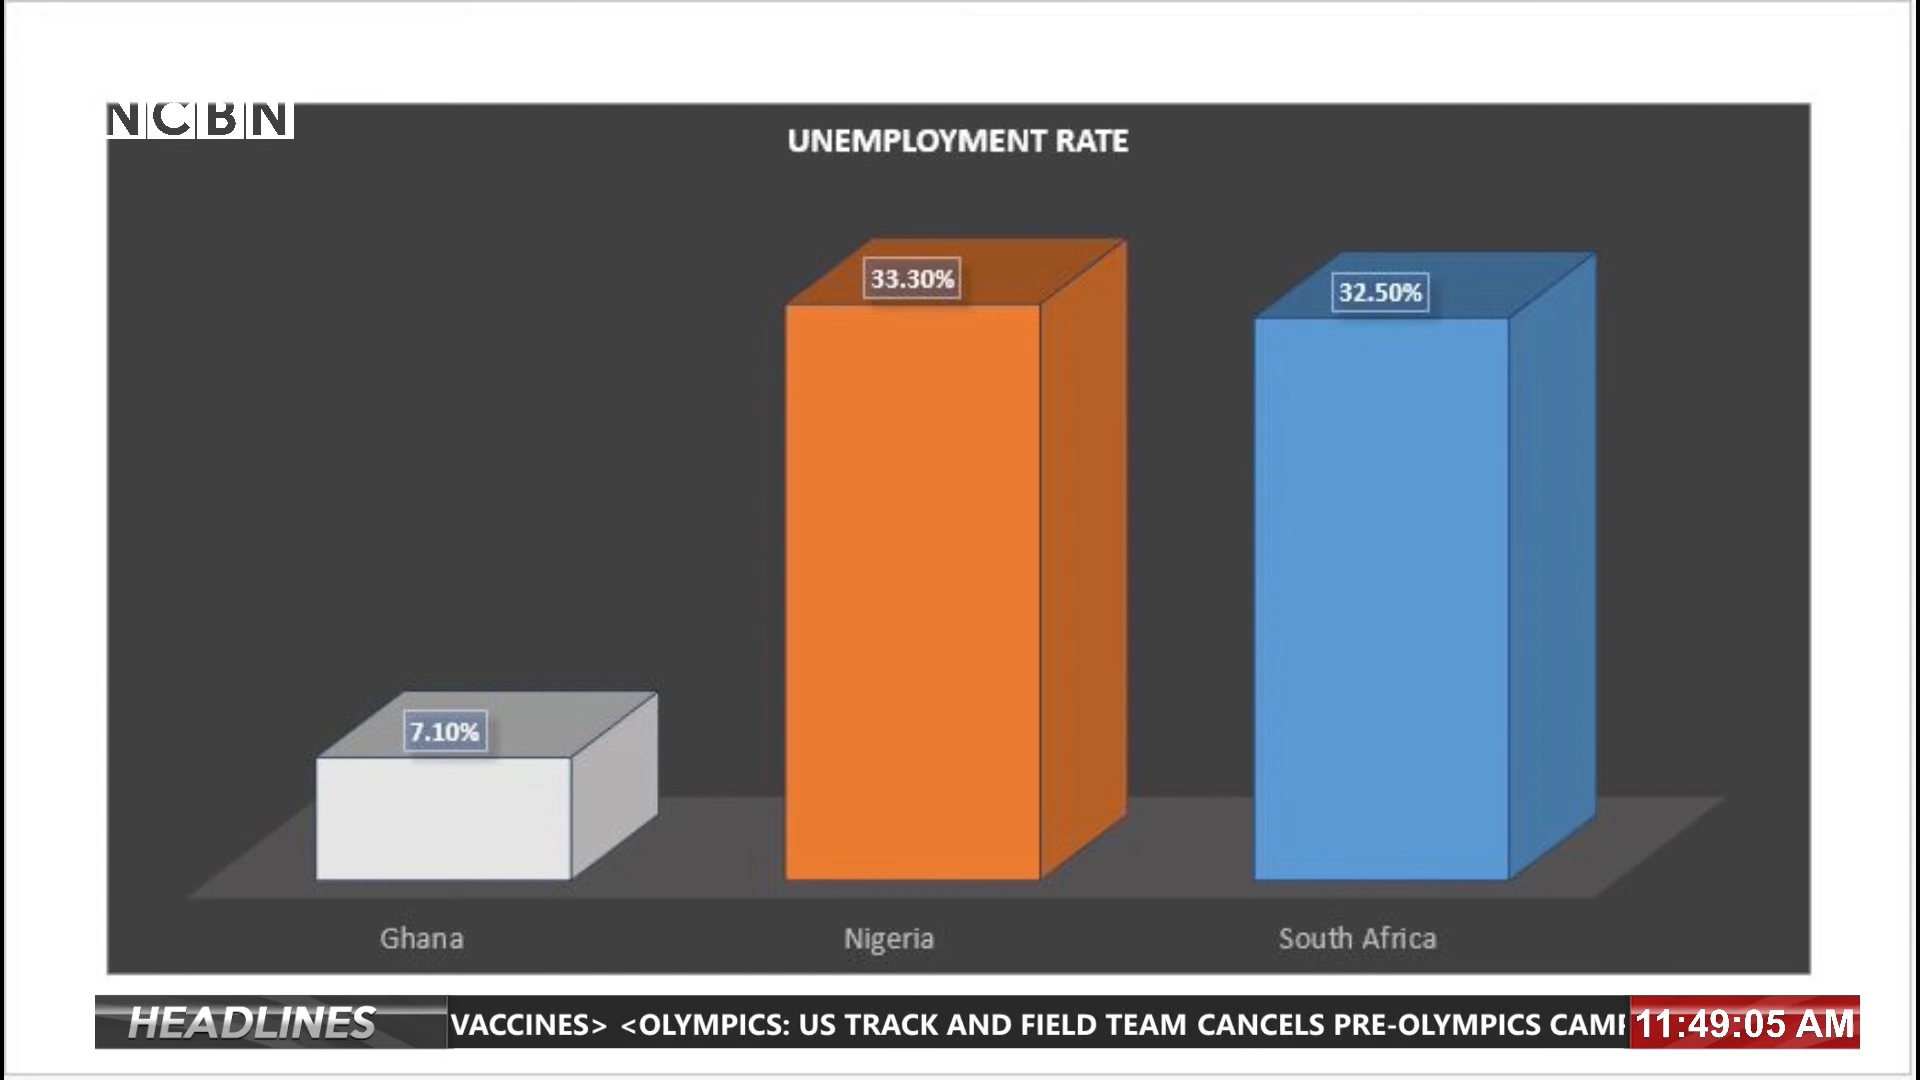 NCBN
UNEMPLOYMENT RATE
33.30%
32.50%
7.10%
Ghana Nigeria South Africa
HEADLINES VACCINES> <OLYMPICS: US TRACK AND FIELD TEAM CANCELS PRE-OLYMPICS 11:49:05 AM